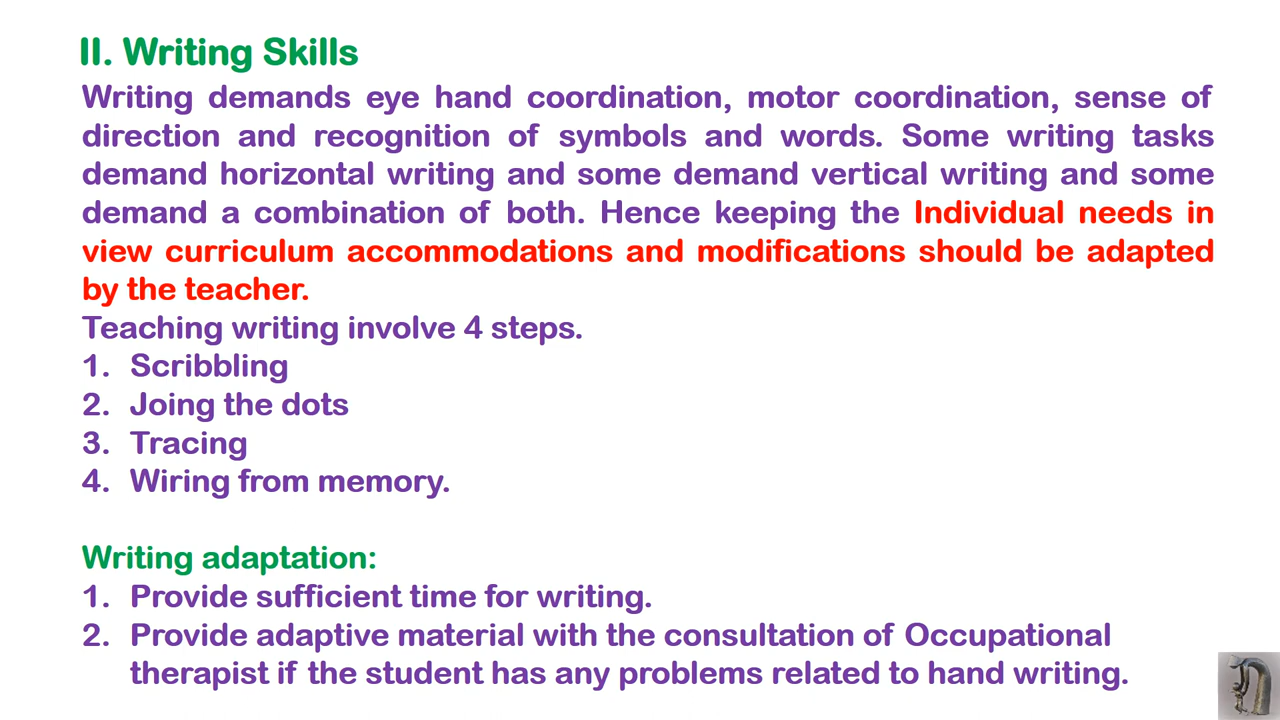 II. Writing Skills
Writing demands eye hand coordination, motor coordination, sense of
direction and recognition of symbols and words. Some writing tasks
demand horizontal writing and some demand vertical writing and some
demand a combination of both. Hence keeping the Individual needs in
view curriculum accommodations and modifications should be adapted
by the teacher.
Teaching writing involve 4 steps.
1. Scribbling
2. Joing the dots
3. Tracing
4. Wiring from memory.
Writing adaptation:
1. Provide sufficient time for writing.
2. Provide adaptive material with the consultation of Occupational
therapist if the student has any problems related to hand writing.